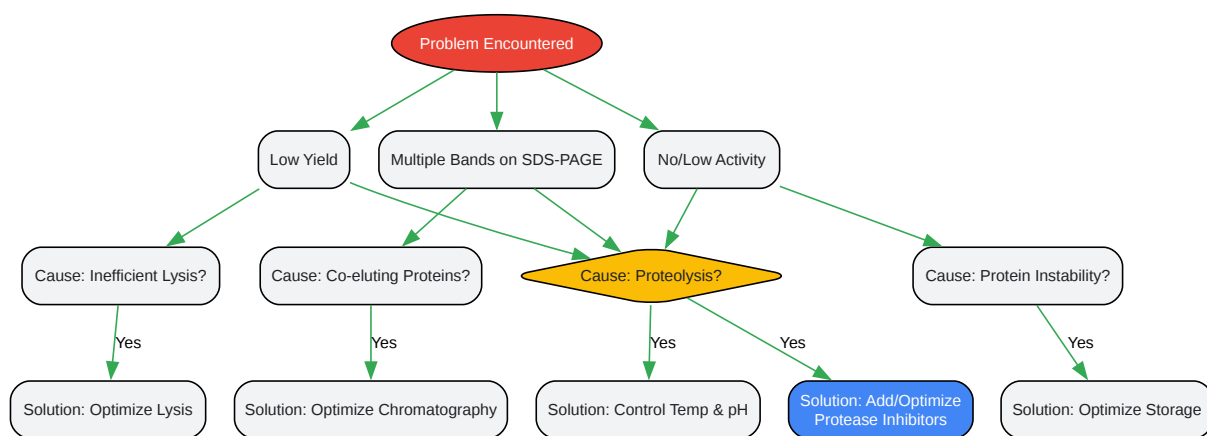 Problem Encountered
Low Yield
Multiple Bands on SDS-PAGE
No/Low Activity
Cause: Inefficient Lysis?
Cause: Co-eluting Proteins?
Cause: Proteolysis?
Cause: Protein Instability?
Yes
Yes
Yes
Yes
Yes
Solution: Optimize Lysis
Solution: Optimize Chromatography
Solution: Control Temp & pH
Solution: Add/Optimize
Protease Inhibitors
Solution: Optimize Storage